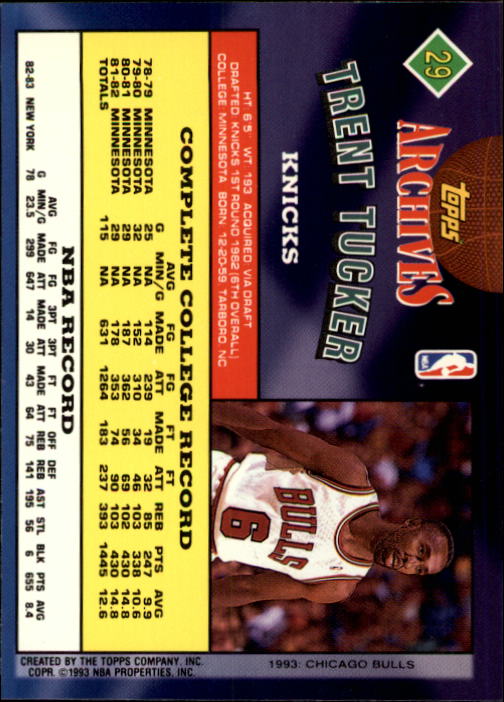 29
topps
ARCHIVES
NBA
TRENT TUCKER
KNICKS
HT 6'5" WT 193 ACQUIRED VIA DRAFT
DRAFTED: KNICKS 1ST ROUND 1982 (6TH OVERALL)
COLLEGE: MINNESOTA BORN: 12-20-59 TARBORO, NC
BULLS
6
1993: CHICAGO BULLS
COMPLETE COLLEGE RECORD
AVG FG FG FT FT
G MIN/G MADE ATT MADE ATT REB PTS AVG
78-79 MINNESOTA 25 NA 114 239 19 32 85 247 9.9
79-80 MINNESOTA 32 NA 152 310 34 46 103 338 10.6
80-81 MINNESOTA 29 NA 187 362 56 69 102 430 14.8
81-82 MINNESOTA 29 NA 178 353 74 90 103 430 14.8
TOTALS 115 NA 631 1264 183 237 393 1445 12.6
NBA RECORD
AVG FG FG 3PT 3PT FT FT OFF DEF
G MIN/G MADE ATT MADE ATT MADE ATT REB REB AST STL BLK PTS AVG
82-83 NEW YORK 78 23.5 299 647 14 30 43 64 75 141 195 56 6 655 8.4
CREATED BY THE TOPPS COMPANY, INC.
COPR. ©1993 NBA PROPERTIES, INC.